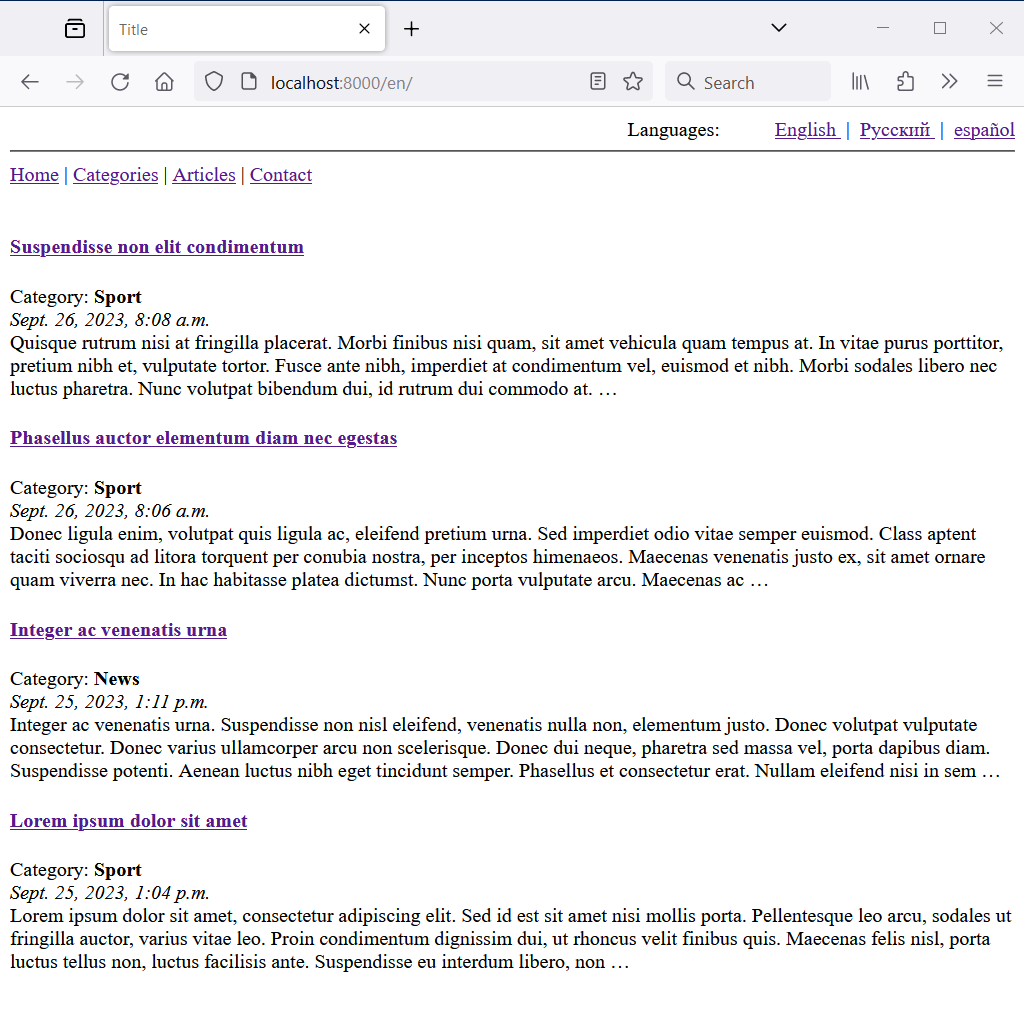 Title
localhost:8000/en/
Search
Languages: English | Русский | español
Home | Categories | Articles | Contact
Suspendisse non elit condimentum
Category: Sport
Sept. 26, 2023, 8:08 a.m.
Quisque rutrum nisi at fringilla placerat. Morbi finibus nisi quam, sit amet vehicula quam tempus at. In vitae purus porttitor,
pretium nibh et, vulputate tortor. Fusce ante nibh, imperdiet at condimentum vel, euismod et nibh. Morbi sodales libero nec
luctus pharetra. Nunc volutpat bibendum dui, id rutrum dui commodo at. …
Phasellus auctor elementum diam nec egestas
Category: Sport
Sept. 26, 2023, 8:06 a.m.
Donec ligula enim, volutpat quis ligula ac, eleifend pretium urna. Sed imperdiet odio vitae semper euismod. Class aptent
taciti sociosqu ad litora torquent per conubia nostra, per inceptos himenaeos. Maecenas venenatis justo ex, sit amet ornare
quam viverra nec. In hac habitasse platea dictumst. Nunc porta vulputate arcu. Maecenas ac …
Integer ac venenatis urna
Category: News
Sept. 25, 2023, 1:11 p.m.
Integer ac venenatis urna. Suspendisse non nisl eleifend, venenatis nulla non, elementum justo. Donec volutpat vulputate
consectetur. Donec varius ullamcorper arcu non scelerisque. Donec dui neque, pharetra sed massa vel, porta dapibus diam.
Suspendisse potenti. Aenean luctus nibh eget tincidunt semper. Phasellus et consectetur erat. Nullam eleifend nisi in sem …
Lorem ipsum dolor sit amet
Category: Sport
Sept. 25, 2023, 1:04 p.m.
Lorem ipsum dolor sit amet, consectetur adipiscing elit. Sed id est sit amet nisi mollis porta. Pellentesque leo arcu, sodales ut
fringilla auctor, varius vitae leo. Proin condimentum dignissim dui, ut rhoncus velit finibus quis. Maecenas felis nisl, porta
luctus tellus non, luctus facilisis ante. Suspendisse eu interdum libero, non …